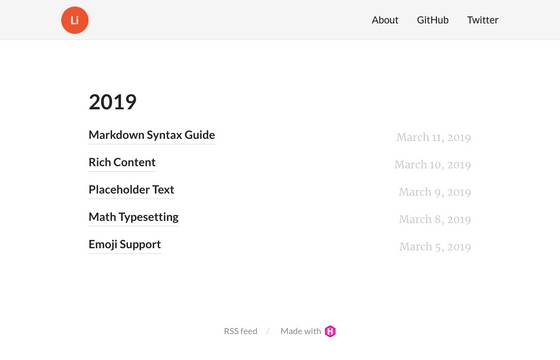 Li
About GitHub Twitter
2019
Markdown Syntax Guide March 11, 2019
Rich Content March 10, 2019
Placeholder Text March 9, 2019
Math Typesetting March 8, 2019
Emoji Support March 5, 2019
RSS feed / Made with H